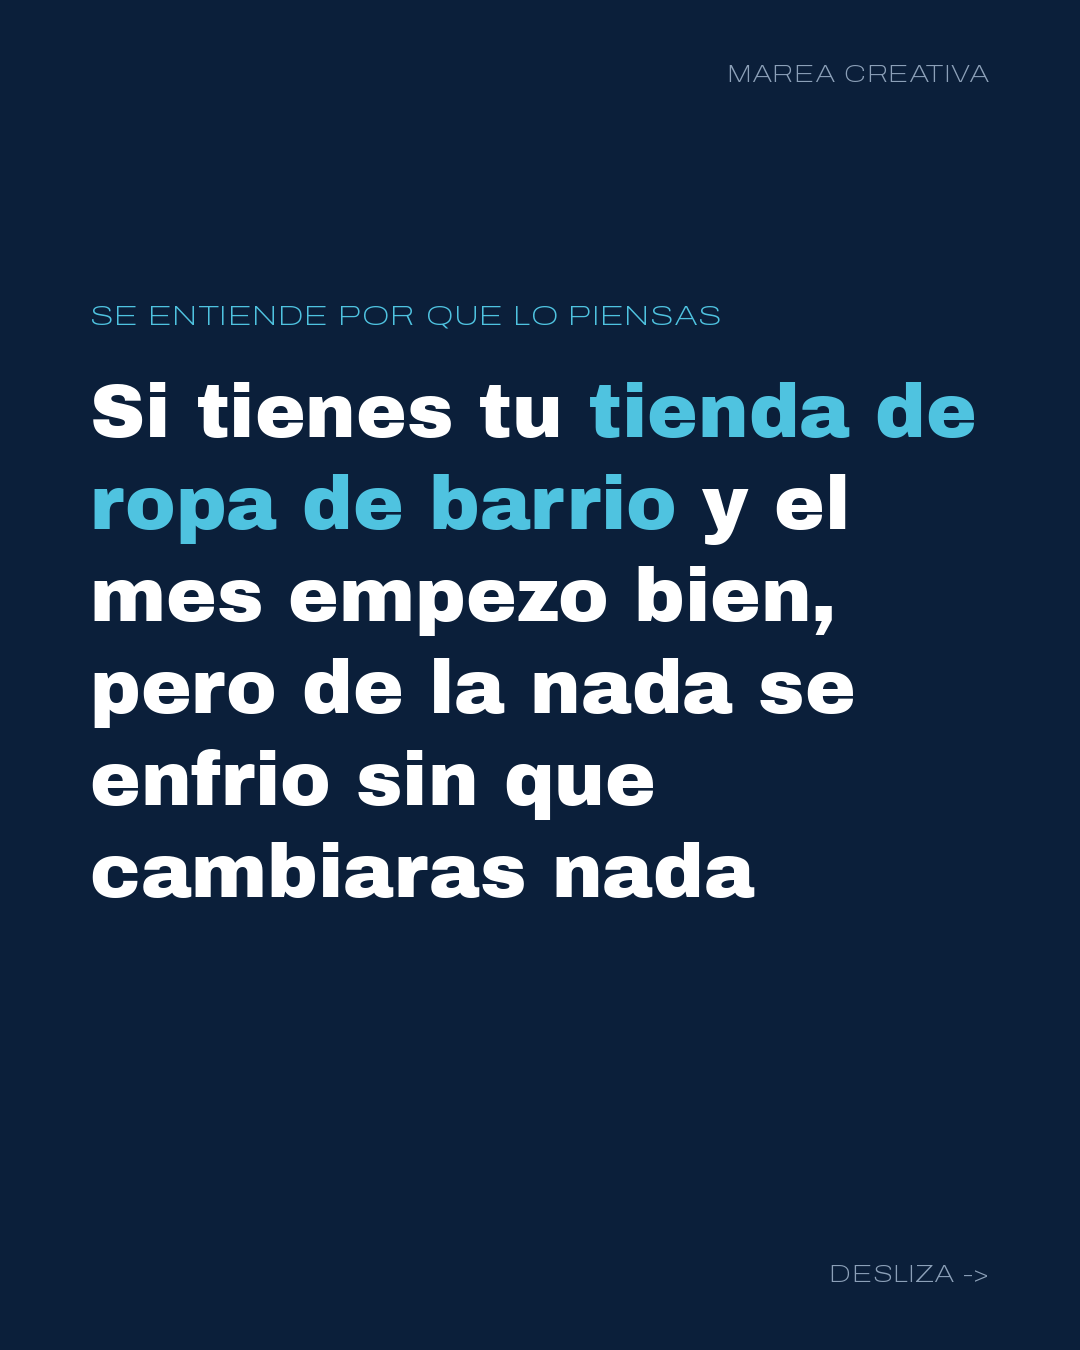 MAREA CREATIVA
SE ENTIENDE POR QUE LO PIENSAS
Si tienes tu tienda de
ropa de barrio y el
mes empezo bien,
pero de la nada se
enfrio sin que
cambiaras nada
DESLIZA ->